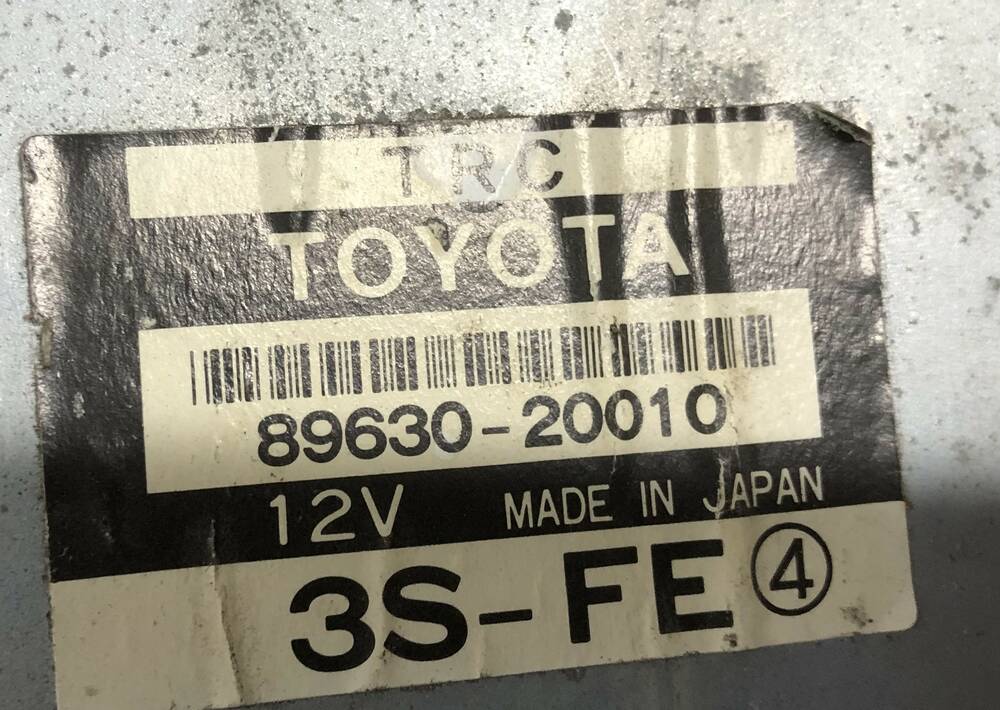 TRC
TOYOTA
89630-20010
12V MADE IN JAPAN
3S-FE ④